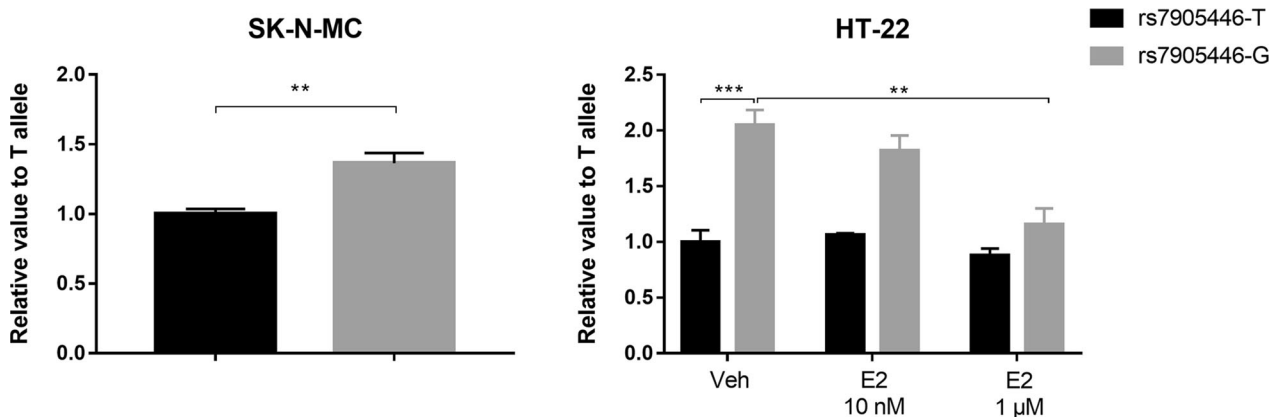 SK-N-MC
Relative value to T allele
2.0
1.5
1.0
0.5
0.0
**
HT-22
Relative value to T allele
2.5
2.0
1.5
1.0
0.5
0.0
***
**
Veh
E2
10 nM
E2
1 µM
rs7905446-T
rs7905446-G